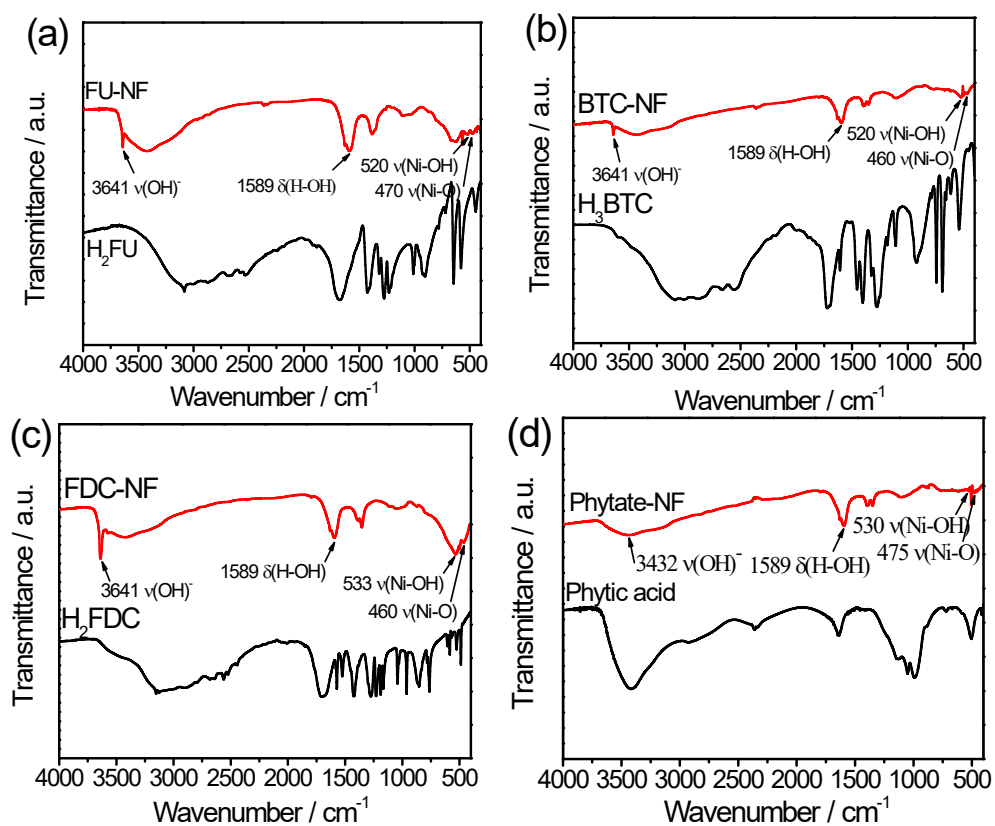 (a)
FU-NF
3641 ν(OH)⁻
1589 δ(H-OH)
520 ν(Ni-OH)
470 ν(Ni-O)
H₂FU
Transmittance / a.u.
4000 3500 3000 2500 2000 1500 1000 500
Wavenumber / cm⁻¹
(b)
BTC-NF
3641 ν(OH)⁻
1589 δ(H-OH)
520 ν(Ni-OH)
460 ν(Ni-O)
H₃BTC
Transmittance / a.u.
4000 3500 3000 2500 2000 1500 1000 500
Wavenumber / cm⁻¹
(c)
FDC-NF
3641 ν(OH)⁻
1589 δ(H-OH)
533 ν(Ni-OH)
460 ν(Ni-O)
H₂FDC
Transmittance / a.u.
4000 3500 3000 2500 2000 1500 1000 500
Wavenumber / cm⁻¹
(d)
Phytate-NF
3432 ν(OH)⁻
1589 δ(H-OH)
530 ν(Ni-OH)
475 ν(Ni-O)
Phytic acid
Transmittance / a.u.
4000 3500 3000 2500 2000 1500 1000 500
Wavenumber / cm⁻¹